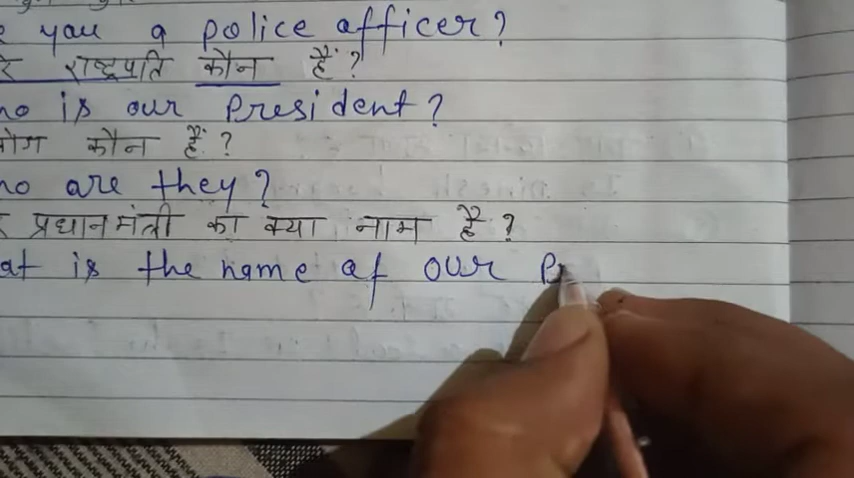 you a police officer?
राष्ट्रपति कौन हैं?
is our President?
कौन हैं?
are they?
प्रधानमंत्री का क्या नाम है?
is the name of our